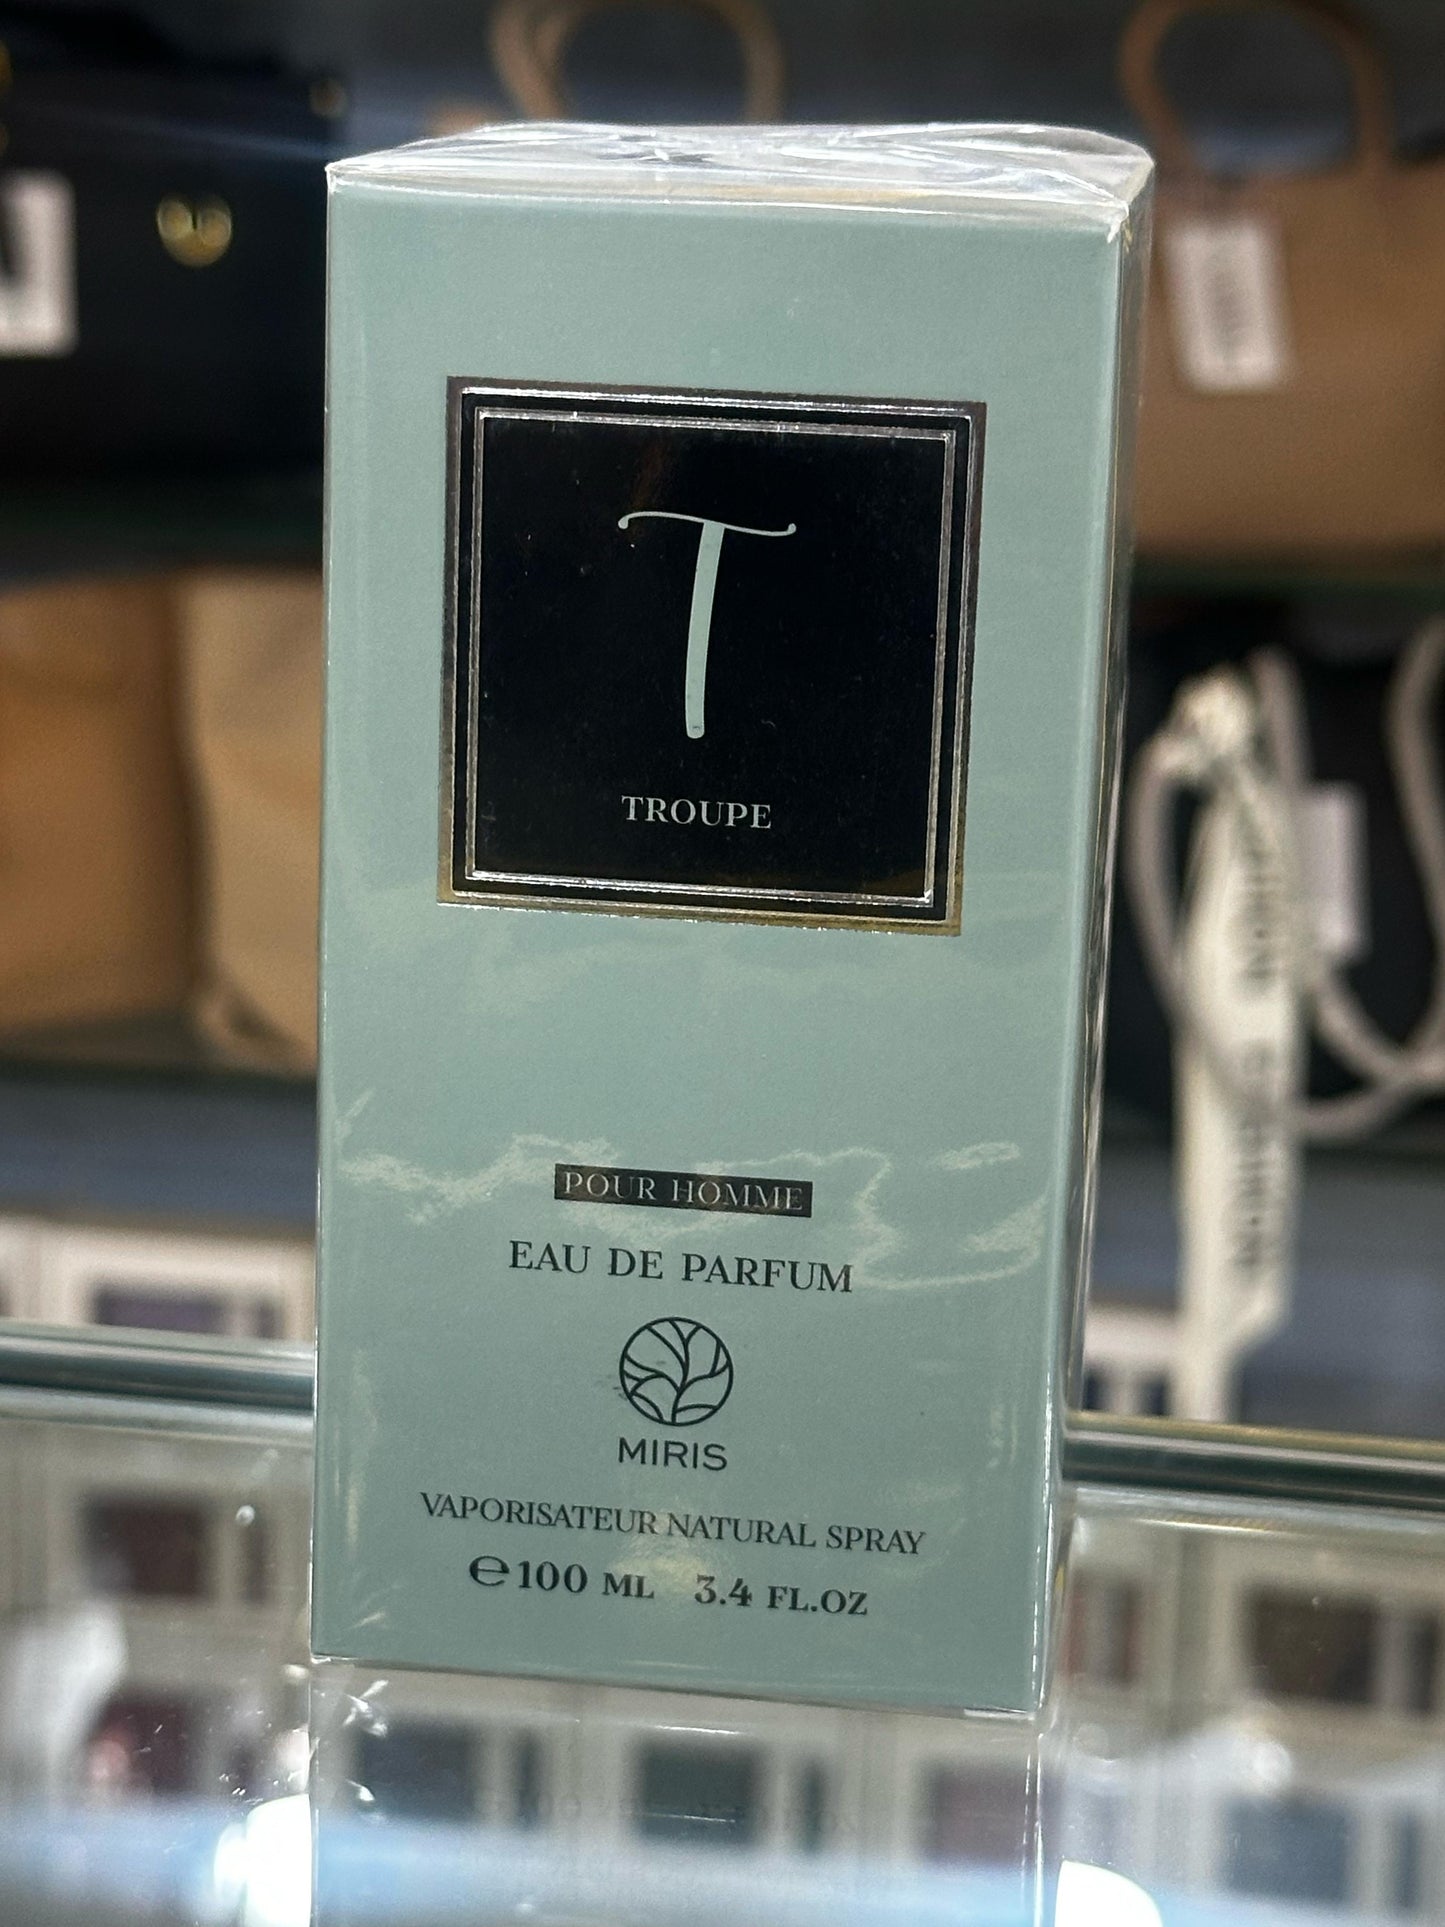 T
TROUPE
POUR HOMME
EAU DE PARFUM
MIRIS
VAPORISATEUR NATURAL SPRAY
℮100 ML 3.4 FL.OZ